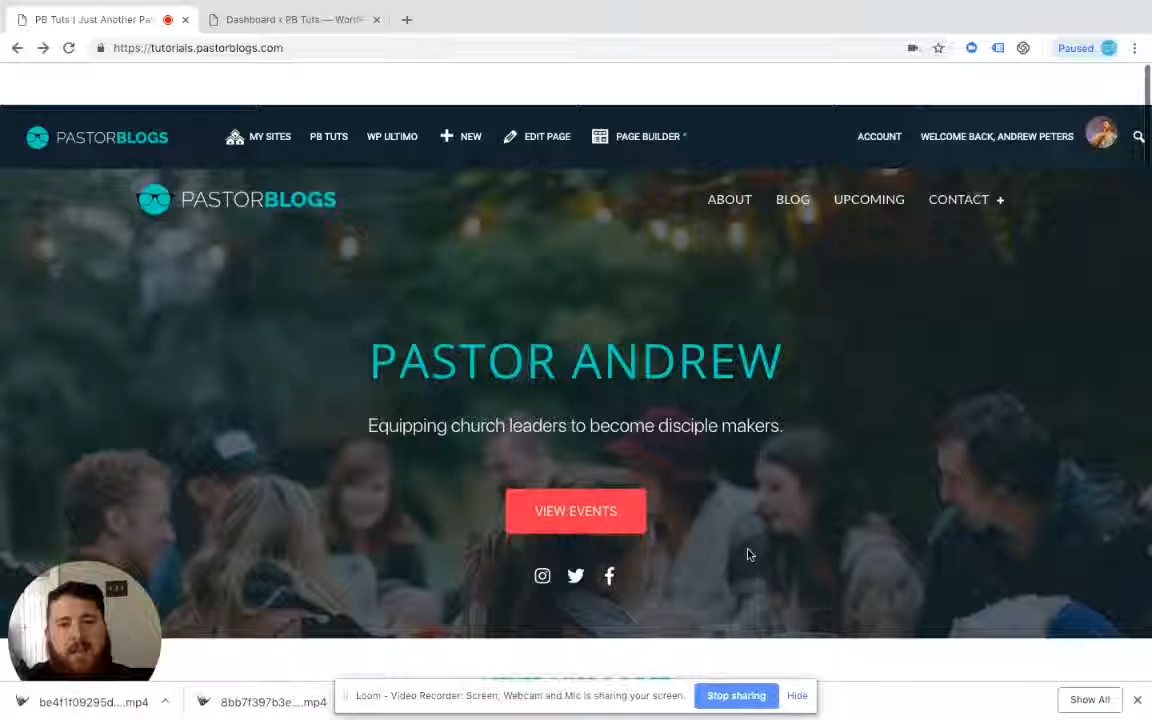 PB Tuts | Just Another Pa
Dashboard ‹ PB Tuts — WordP
https://tutorials.pastorblogs.com
Paused
PASTORBLOGS
MY SITES
PB TUTS
WP ULTIMO
NEW
EDIT PAGE
PAGE BUILDER
ACCOUNT
WELCOME BACK, ANDREW PETERS
PASTORBLOGS
ABOUT
BLOG
UPCOMING
CONTACT +
PASTOR ANDREW
Equipping church leaders to become disciple makers.
VIEW EVENTS
be4f1f09295d....mp4
8bb7f397b3e....mp4
Loom - Video Recorder: Screen, Webcam and Mic is sharing your screen.
Stop sharing
Hide
Show All